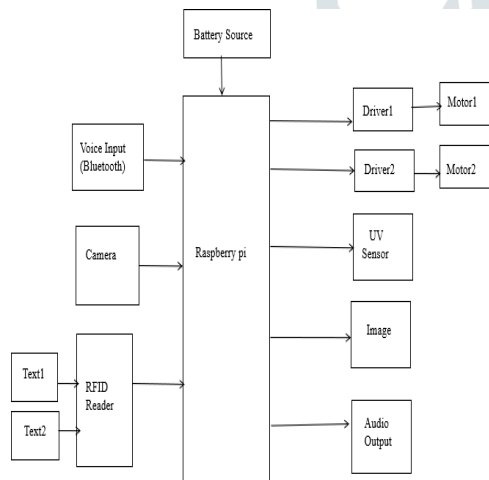 Battery Source
Voice Input
(Bluetooth)
Camera
Text1
Text2
RFID
Reader
Raspberry pi
Driver1
Motor1
Driver2
Motor2
UV
Sensor
Image
Audio
Output